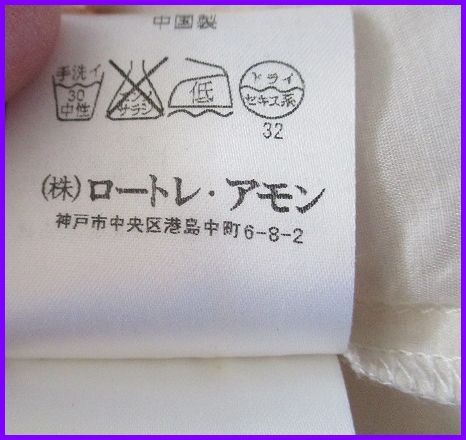 中国製
手洗イ
30
中性
エンソ
サラシ
低
ドライ
セキユ系
32
(株)ロートレ・アモン
神戸市中央区港島中町6-8-2